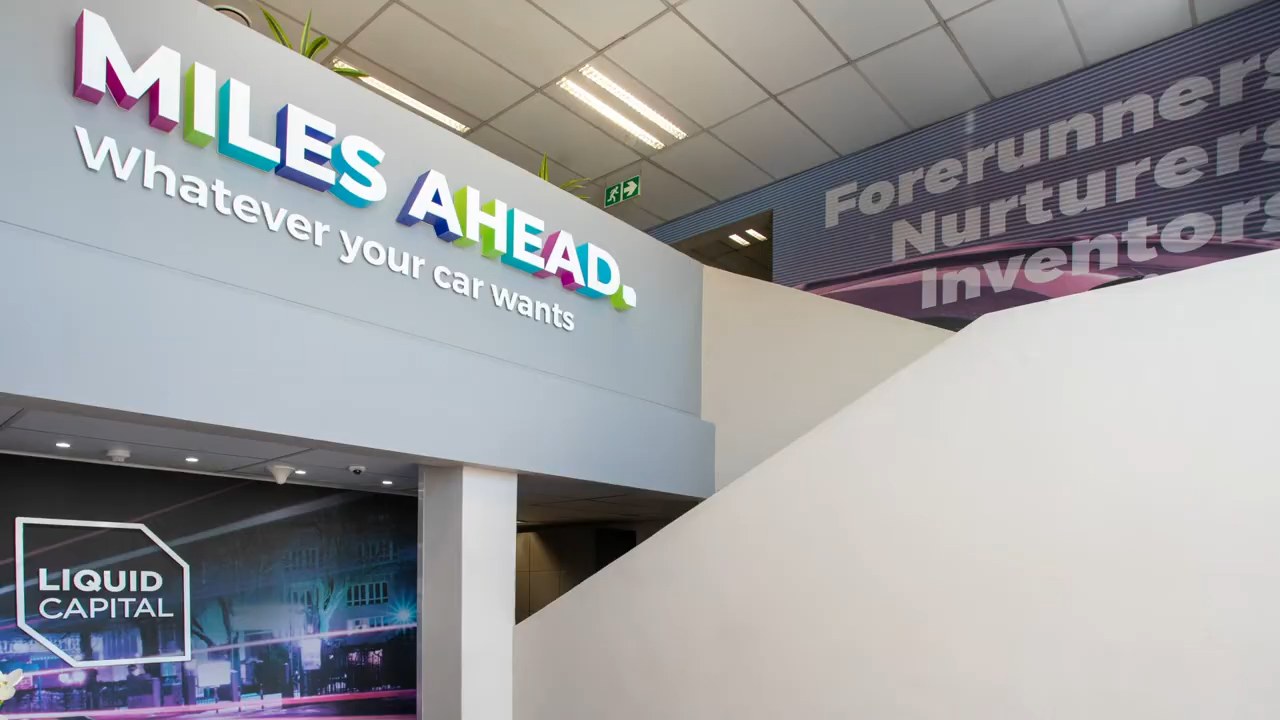 MILES AHEAD.
Whatever your car wants
Forerunners
Nurturers
Inventors
LIQUID
CAPITAL